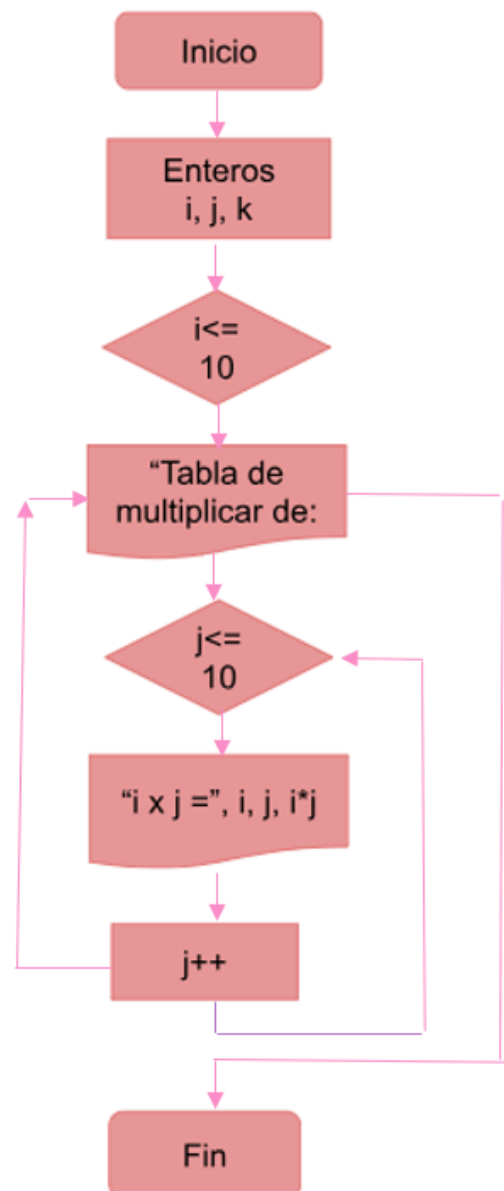 Inicio
Enteros
i, j, k
i<=
10
“Tabla de
multiplicar de:
j<=
10
“i x j =”, i, j, i*j
j++
Fin